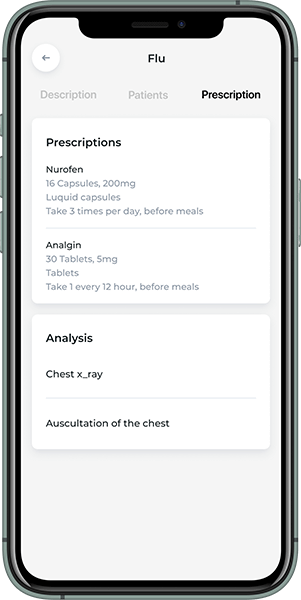 Flu
Description Patients Prescription
Prescriptions
Nurofen
16 Capsules, 200mg
Luquid capsules
Take 3 times per day, before meals
Analgin
30 Tablets, 5mg
Tablets
Take 1 every 12 hour, before meals
Analysis
Chest x_ray
Auscultation of the chest